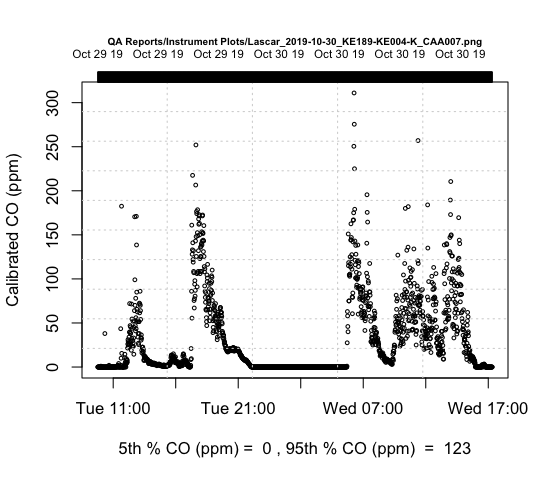 QA Reports/Instrument Plots/Lascar_2019-10-30_KE189-KE004-K_CAA007.png
Oct 29 19 Oct 29 19 Oct 29 19 Oct 30 19 Oct 30 19 Oct 30 19 Oct 30 19
300
250
200
150
100
50
0
Calibrated CO (ppm)
Tue 11:00 Tue 21:00 Wed 07:00 Wed 17:00
5th % CO (ppm) = 0 , 95th % CO (ppm) = 123